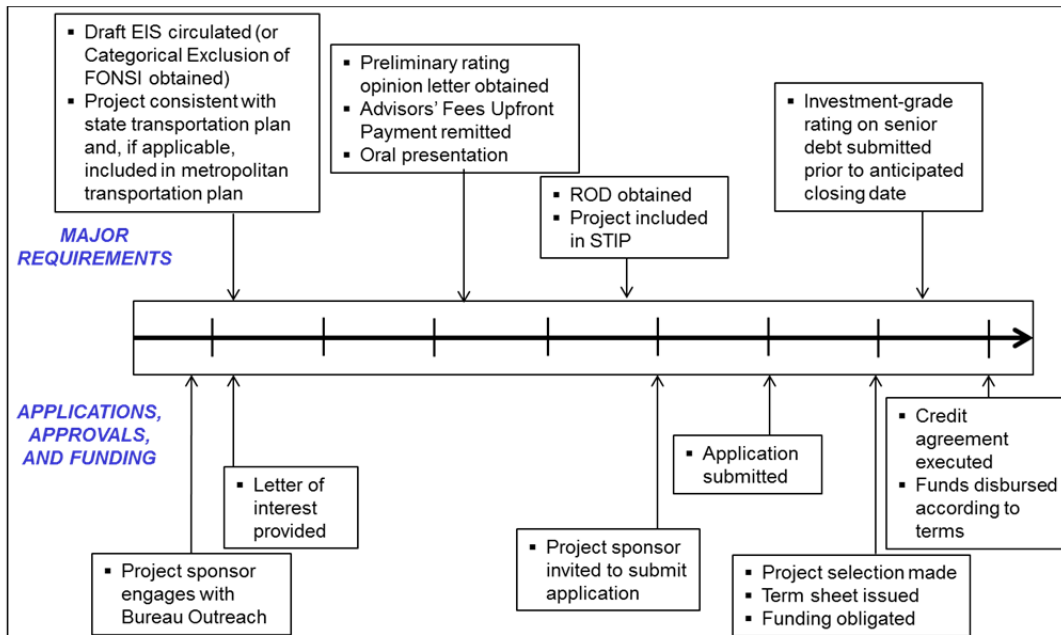 ▪ Draft EIS circulated (or
Categorical Exclusion of
FONSI obtained)
▪ Project consistent with
state transportation plan
and, if applicable,
included in metropolitan
transportation plan
▪ Preliminary rating
opinion letter obtained
▪ Advisors' Fees Upfront
Payment remitted
▪ Oral presentation
▪ ROD obtained
▪ Project included
in STIP
▪ Investment-grade
rating on senior
debt submitted
prior to anticipated
closing date
MAJOR
REQUIREMENTS
APPLICATIONS,
APPROVALS,
AND FUNDING
▪ Project sponsor
engages with
Bureau Outreach
▪ Letter of
interest
provided
▪ Project sponsor
invited to submit
application
▪ Application
submitted
▪ Project selection made
▪ Term sheet issued
▪ Funding obligated
▪ Credit
agreement
executed
▪ Funds disbursed
according to
terms